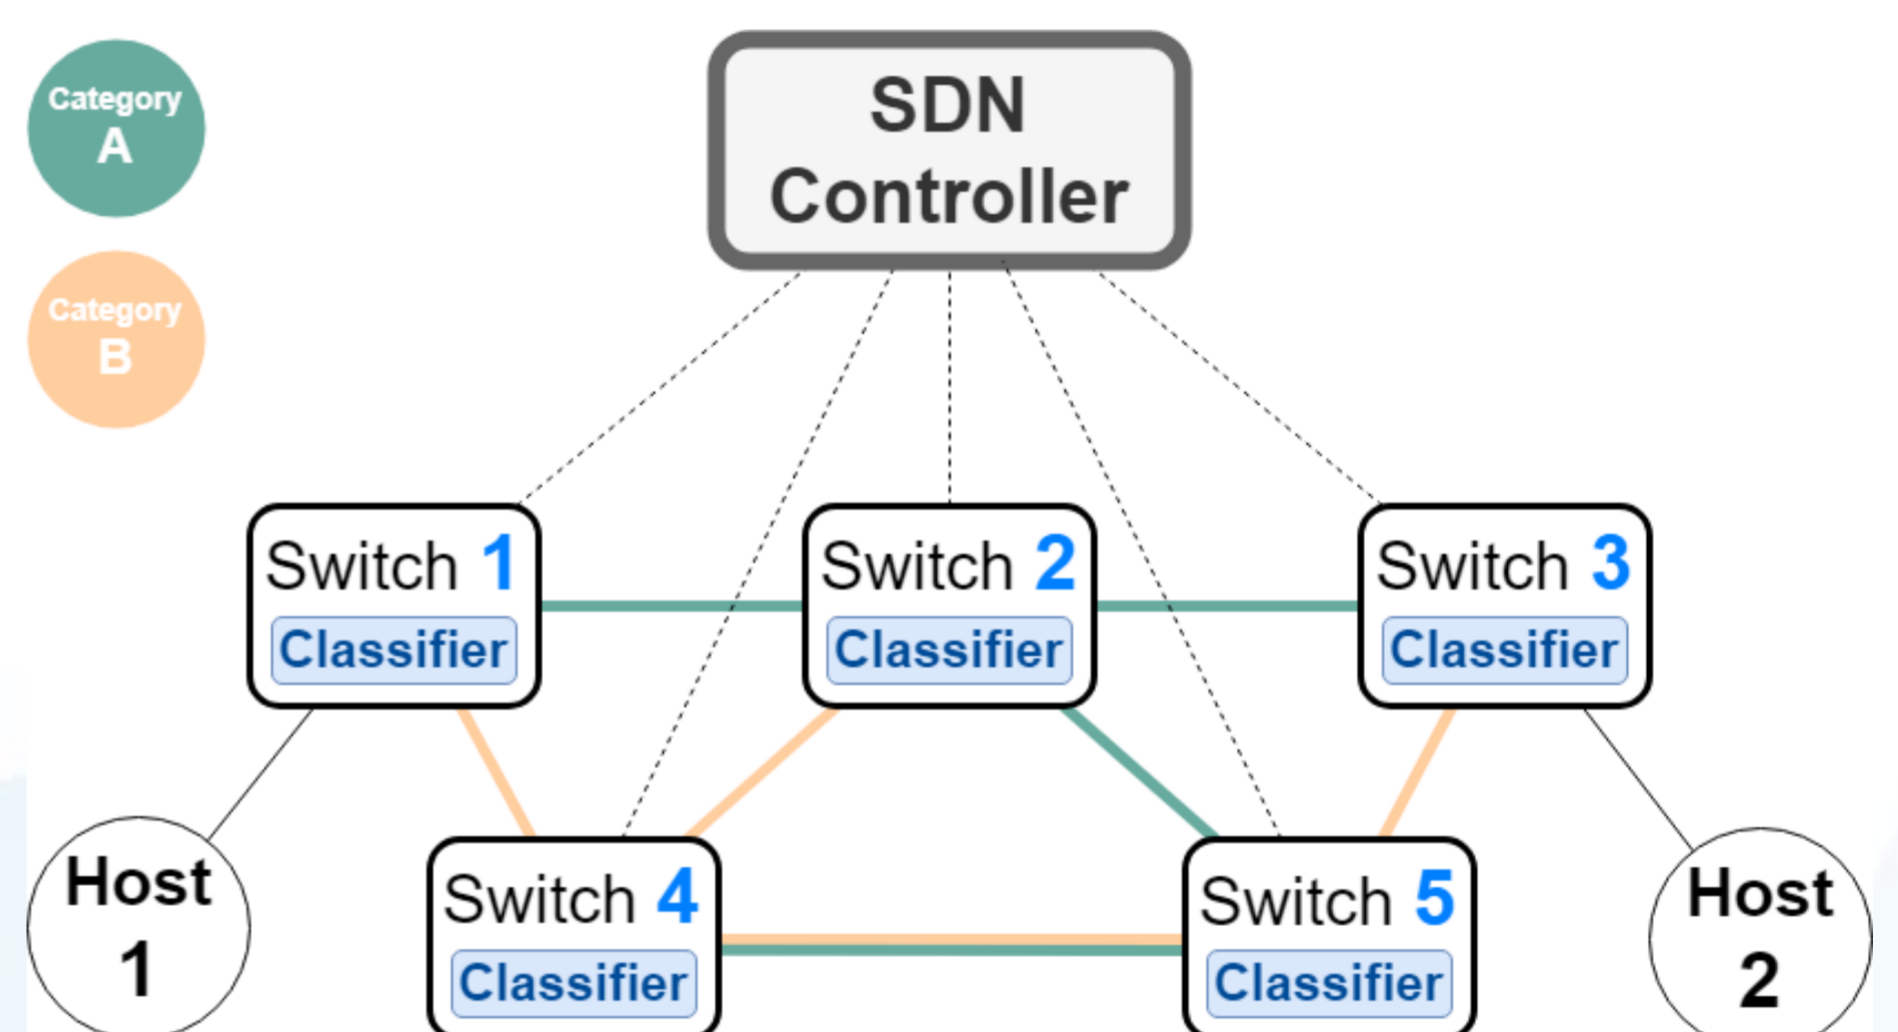 Category
A
Category
B
SDN
Controller
Switch 1
Classifier
Switch 2
Classifier
Switch 3
Classifier
Host
1
Switch 4
Classifier
Switch 5
Classifier
Host
2